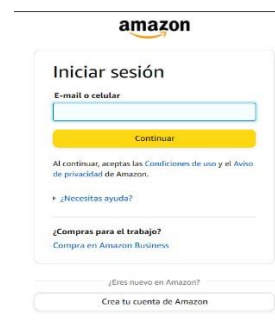 amazon
Iniciar sesión
E-mail o celular
Continuar
Al continuar, aceptas las Condiciones de uso y el Aviso
de privacidad de Amazon.
¿Necesitas ayuda?
¿Compras para el trabajo?
Compra en Amazon Business
¿Eres nuevo en Amazon?
Crea tu cuenta de Amazon